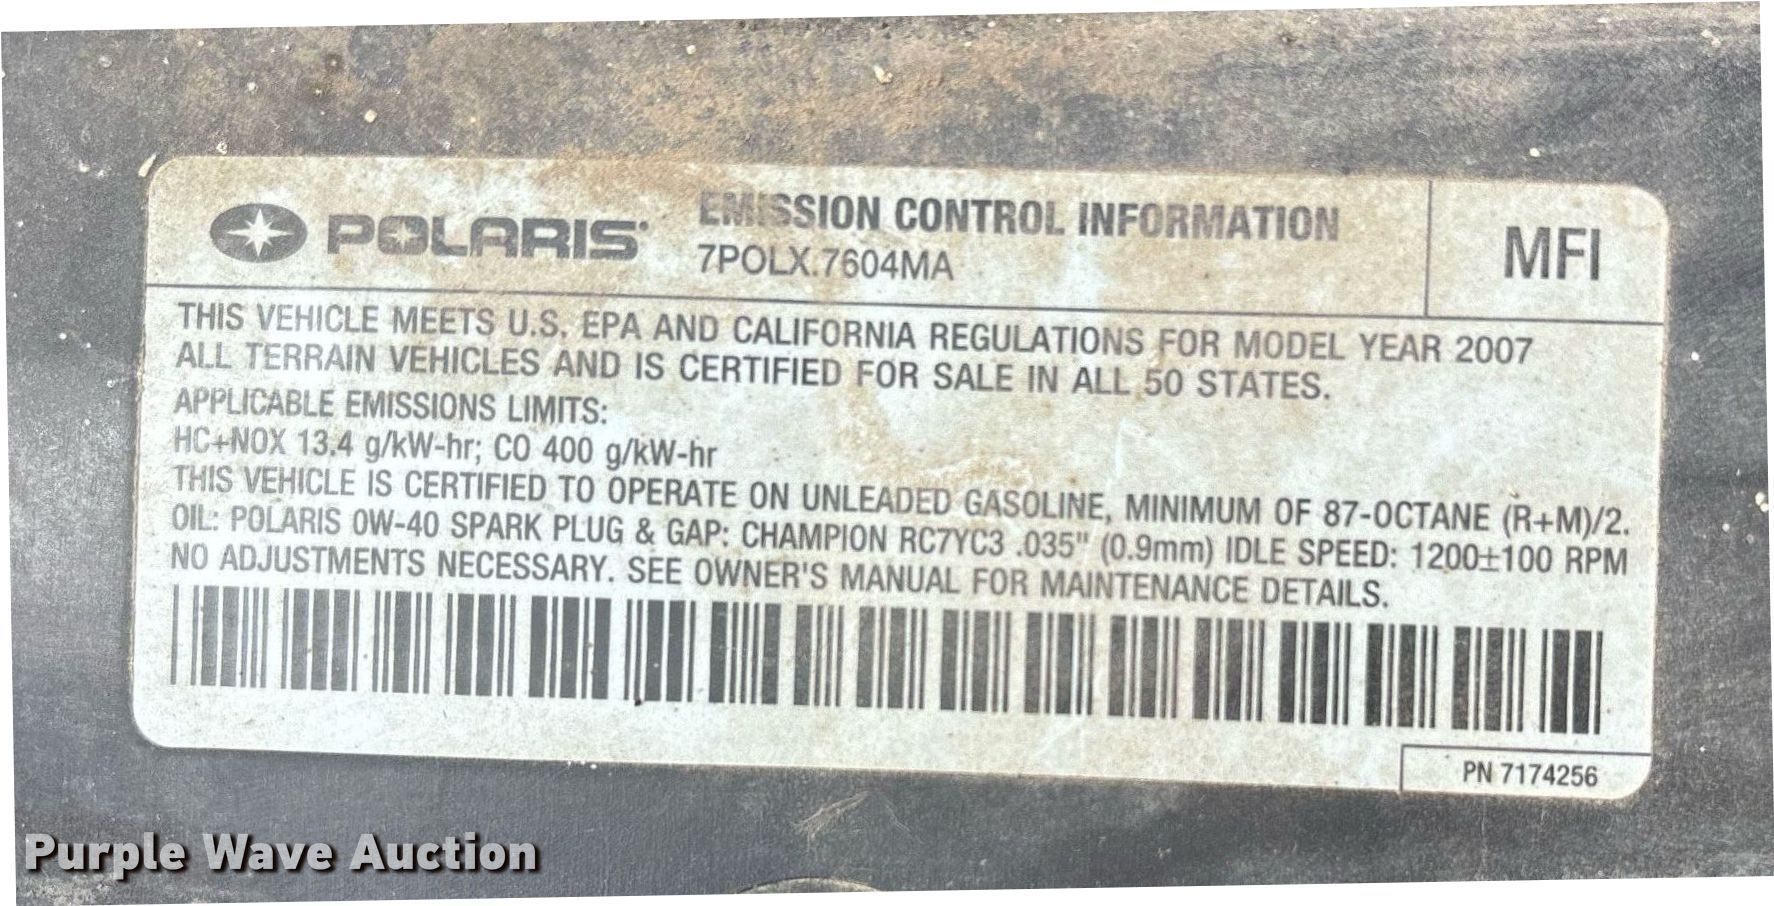 POLARIS
EMISSION CONTROL INFORMATION
7POLX.7604MA
MFI
THIS VEHICLE MEETS U.S. EPA AND CALIFORNIA REGULATIONS FOR MODEL YEAR 2007
ALL TERRAIN VEHICLES AND IS CERTIFIED FOR SALE IN ALL 50 STATES.
APPLICABLE EMISSIONS LIMITS:
HC+NOX 13.4 g/kW-hr; CO 400 g/kW-hr
THIS VEHICLE IS CERTIFIED TO OPERATE ON UNLEADED GASOLINE, MINIMUM OF 87-OCTANE (R+M)/2.
OIL: POLARIS 0W-40 SPARK PLUG & GAP: CHAMPION RC7YC3 .035" (0.9mm) IDLE SPEED: 1200±100 RPM
NO ADJUSTMENTS NECESSARY. SEE OWNER'S MANUAL FOR MAINTENANCE DETAILS.
PN 7174256
Purple Wave Auction